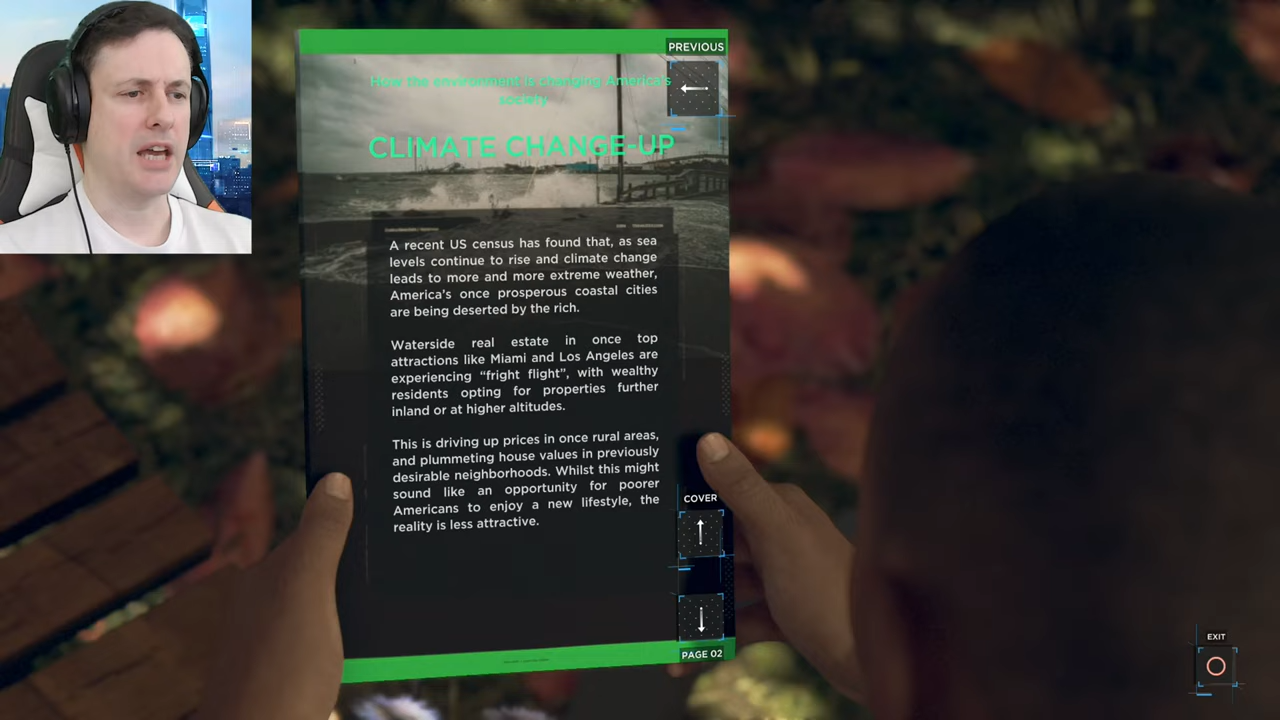 PREVIOUS
How the environment is changing America's
society
CLIMATE CHANGE-UP
A recent US census has found that, as sea
levels continue to rise and climate change
leads to more and more extreme weather,
America's once prosperous coastal cities
are being deserted by the rich.
Waterside real estate in once top
attractions like Miami and Los Angeles are
experiencing "fright flight", with wealthy
residents opting for properties further
inland or at higher altitudes.
This is driving up prices in once rural areas,
and plummeting house values in previously
desirable neighborhoods. Whilst this might
sound like an opportunity for poorer
Americans to enjoy a new lifestyle, the
reality is less attractive.
COVER
PAGE 02
EXIT